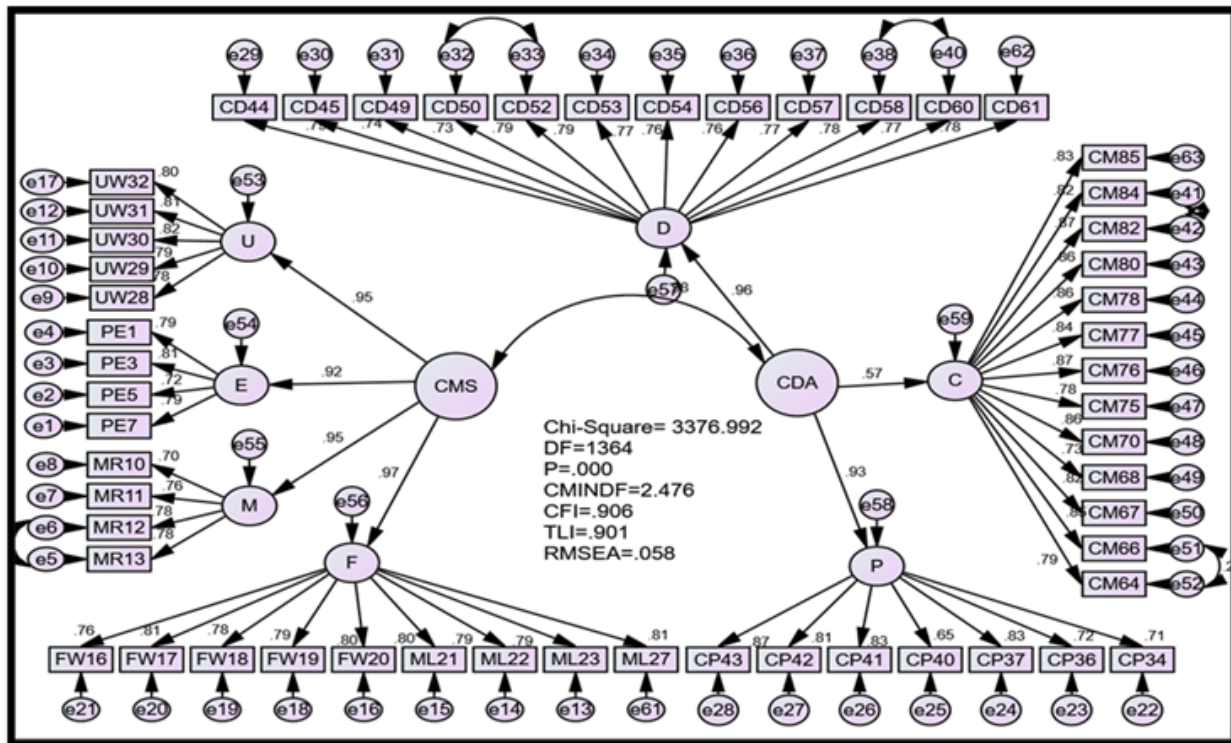 e29 e30 e31 e32 e33 e34 e35 e36 e37 e38 e40 e62
CD44 CD45 CD49 CD50 CD52 CD53 CD54 CD56 CD57 CD58 CD60 CD61
.79 .74 .73 .79 .79 .77 .76 .76 .77 .78 .77 .78
e17 UW32 .80
e12 UW31 .81
e11 UW30 .82
e10 UW29 .79
e9 UW28 .78
e53
U
.95
e4 PE1 .79
e3 PE3 .81
e2 PE5 .72
e1 PE7 .79
e54
E
.92
e8 MR10 .70
e7 MR11 .76
e6 MR12 .78
e5 MR13 .78
e55
M
.95
CMS
.97
D
e57
.96
CDA
.57
e59
C
.93
CM85 e63 .83
CM84 e41 .82
CM82 e42 .87
CM80 e43 .86
CM78 e44 .86
CM77 e45 .84
CM76 e46 .87
CM75 e47 .78
CM70 e48 .86
CM68 e49 .73
CM67 e50 .82
CM66 e51
CM64 e52 .79
Chi-Square= 3376.992
DF=1364
P=.000
CMINDF=2.476
CFI=.906
TLI=.901
RMSEA=.058
e56
F
.76 .81 .78 .79 .80 .80 .79 .79 .81
FW16 FW17 FW18 FW19 FW20 ML21 ML22 ML23 ML27
e21 e20 e19 e18 e16 e15 e14 e13 e61
e58
P
.87 .81 .83 .65 .83 .72 .71
CP43 CP42 CP41 CP40 CP37 CP36 CP34
e28 e27 e26 e25 e24 e23 e22